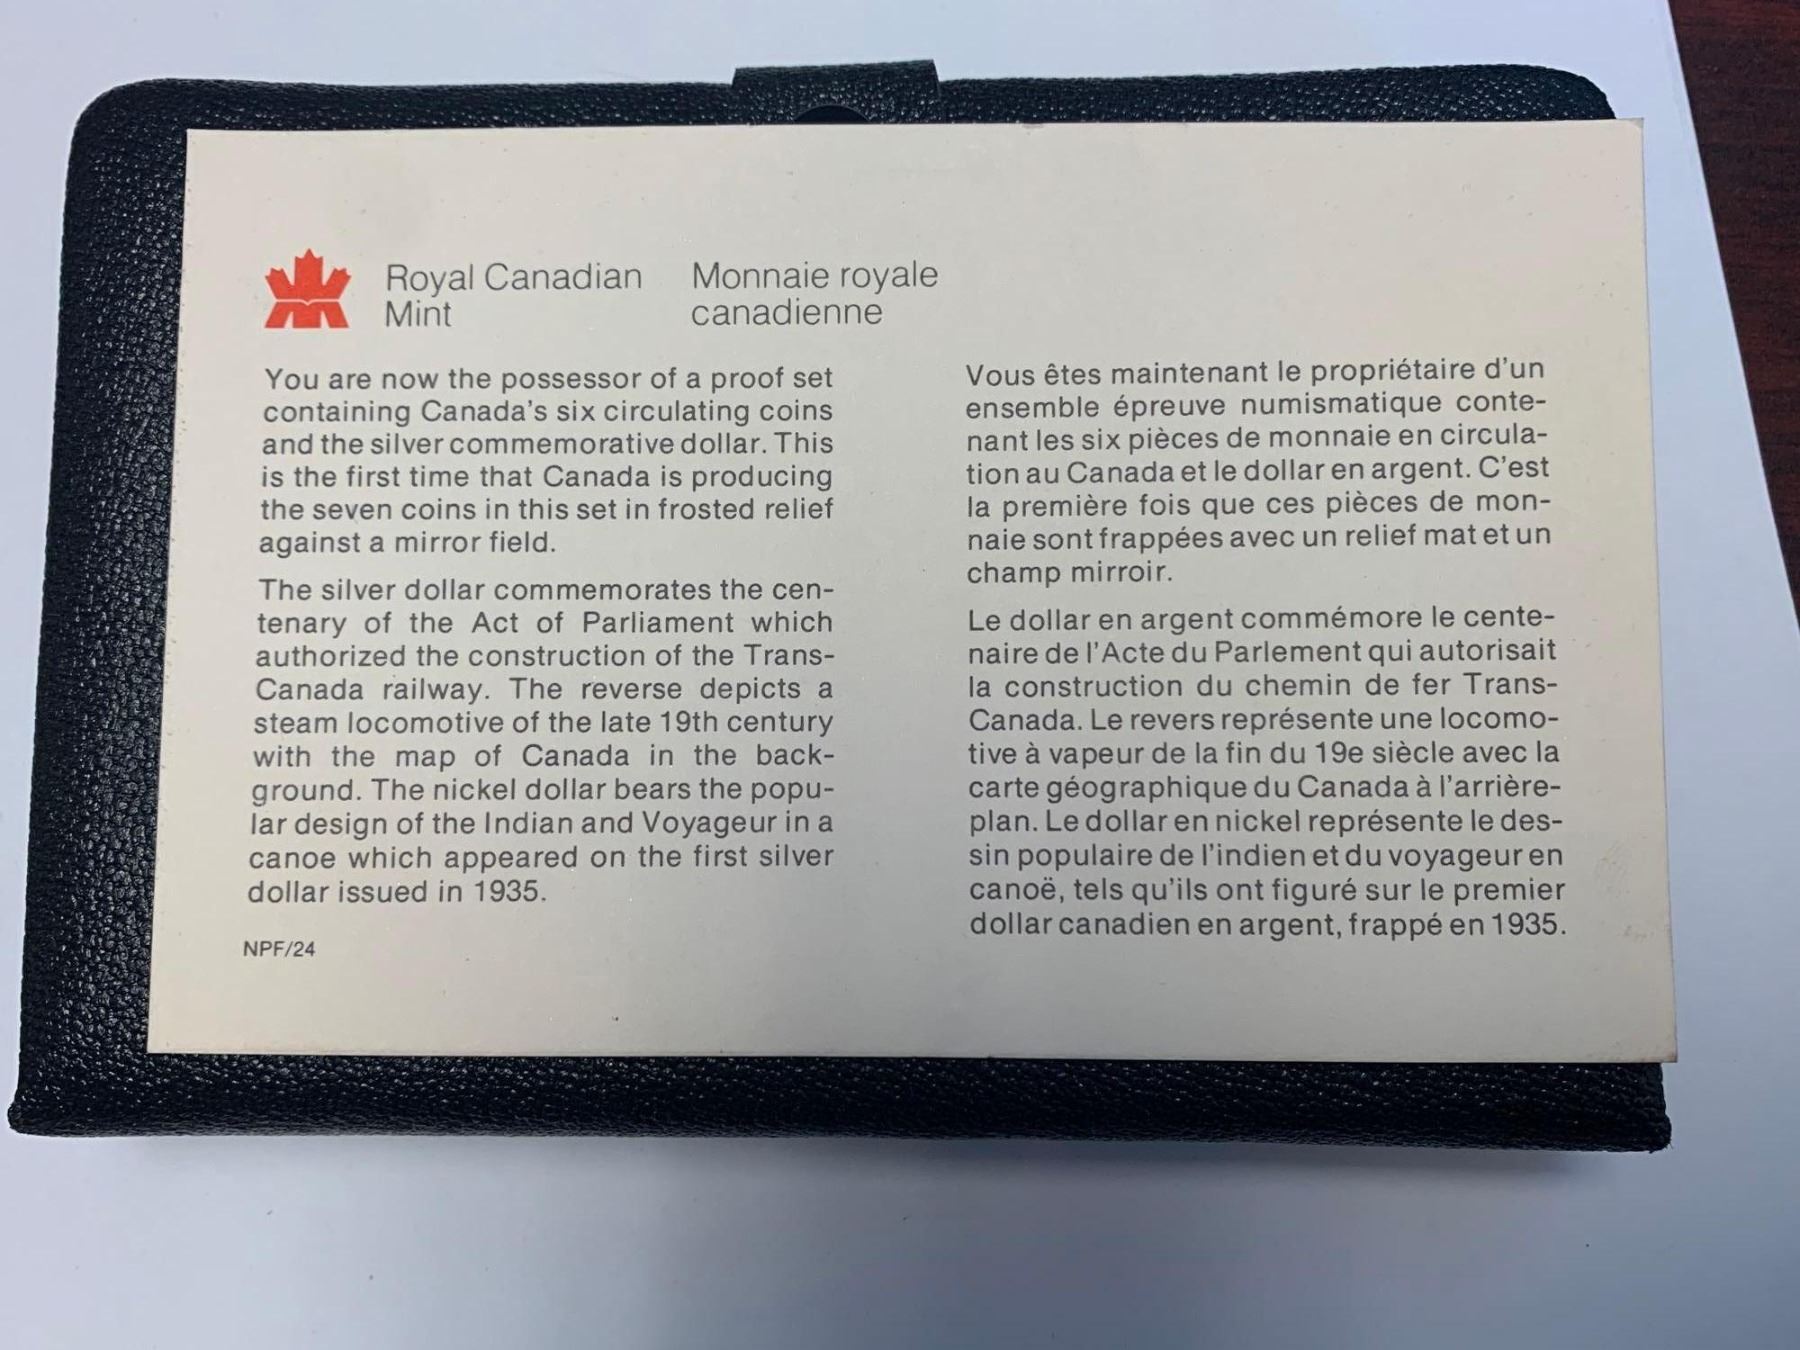 Royal Canadian
Mint
Monnaie royale
canadienne
You are now the possessor of a proof set
containing Canada's six circulating coins
and the silver commemorative dollar. This
is the first time that Canada is producing
the seven coins in this set in frosted relief
against a mirror field.
The silver dollar commemorates the cen-
tenary of the Act of Parliament which
authorized the construction of the Trans-
Canada railway. The reverse depicts a
steam locomotive of the late 19th century
with the map of Canada in the back-
ground. The nickel dollar bears the popu-
lar design of the Indian and Voyageur in a
canoe which appeared on the first silver
dollar issued in 1935.
NPF/24
Vous êtes maintenant le propriétaire d'un
ensemble épreuve numismatique conte-
nant les six pièces de monnaie en circula-
tion au Canada et le dollar en argent. C'est
la première fois que ces pièces de mon-
naie sont frappées avec un relief mat et un
champ mirroir.
Le dollar en argent commémore le cente-
naire de l'Acte du Parlement qui autorisait
la construction du chemin de fer Trans-
Canada. Le revers représente une locomo-
tive à vapeur de la fin du 19e siècle avec la
carte géographique du Canada à l'arrière-
plan. Le dollar en nickel représente le des-
sin populaire de l'indien et du voyageur en
canoë, tels qu'ils ont figuré sur le premier
dollar canadien en argent, frappé en 1935.